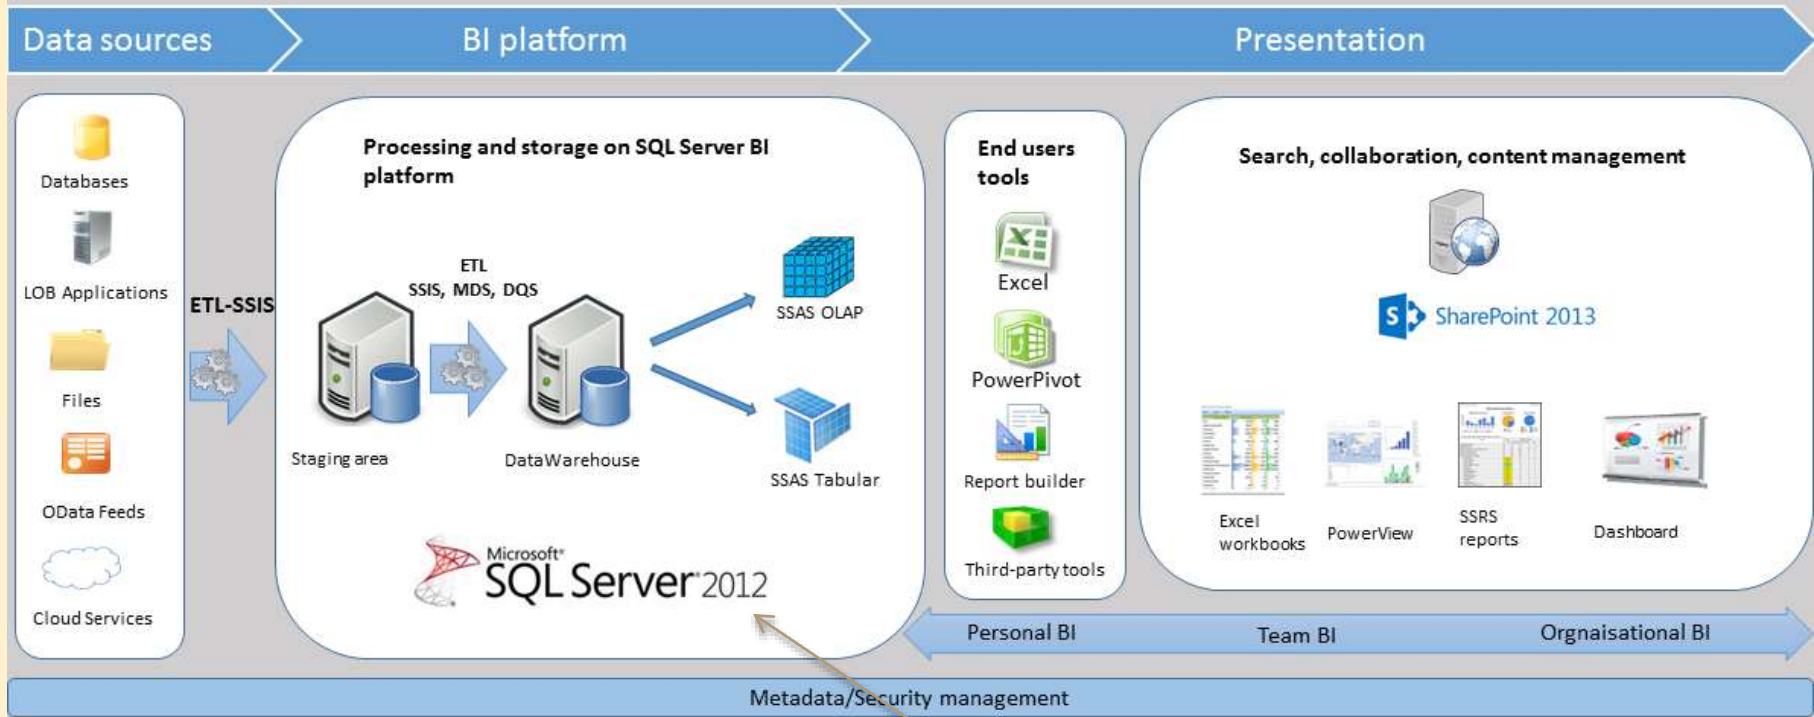 Data sources
BI platform
Presentation
Databases
LOB Applications
Files
OData Feeds
Cloud Services
ETL-SSIS
Processing and storage on SQL Server BI
platform
ETL
SSIS, MDS, DQS
Staging area
DataWarehouse
SSAS OLAP
SSAS Tabular
Microsoft®
SQL Server® 2012
End users
tools
Excel
PowerPivot
Report builder
Third-party tools
Search, collaboration, content management
S
SharePoint 2013
Excel
workbooks
PowerView
SSRS
reports
Dashboard
Personal BI
Team BI
Orgnaisational BI
Metadata/Security management